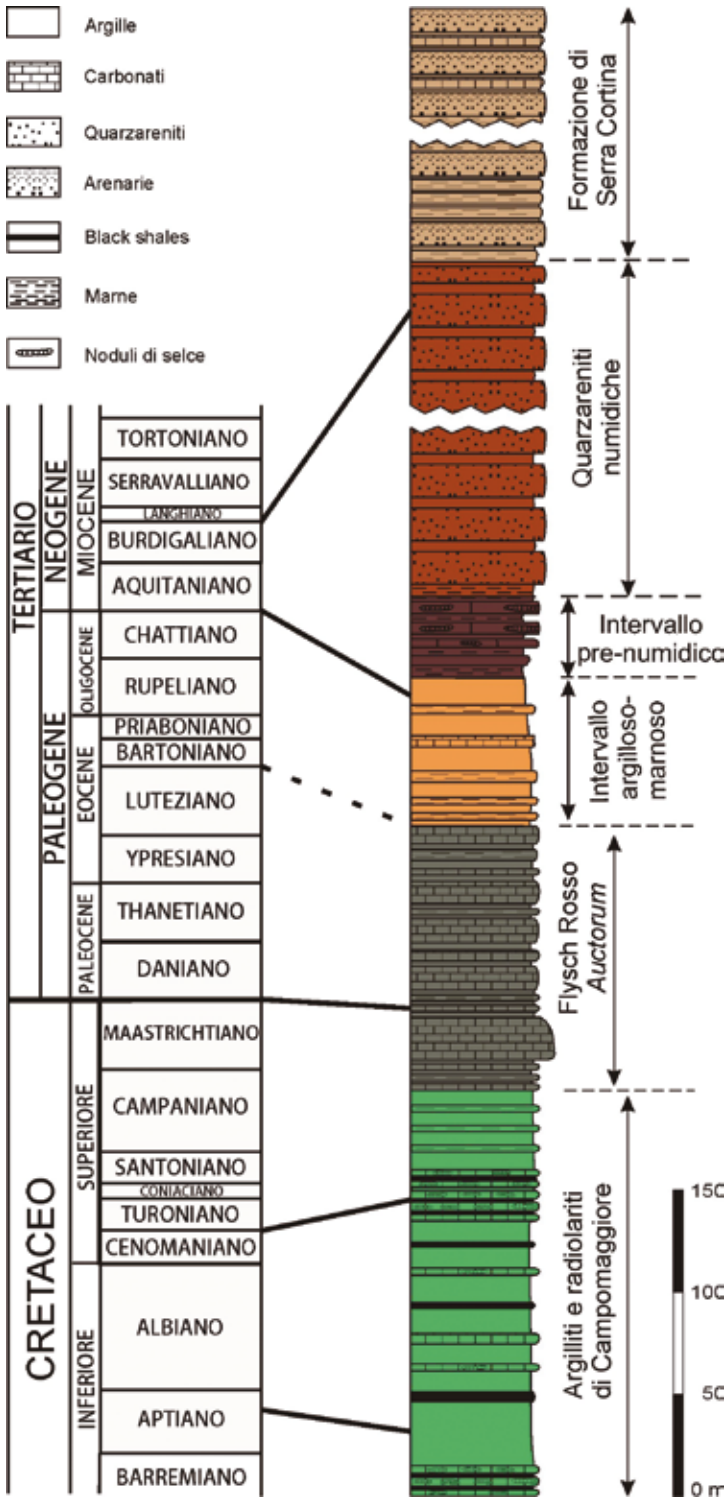 Argille
Carbonati
Quarzareniti
Arenarie
Black shales
Marne
Noduli di selce
TERTIARIO
NEOGENE
MIOCENE
TORTONIANO
SERRAVALLIANO
LANGHIANO
BURDIGALIANO
AQUITANIANO
PALEOGENE
OLIGOCENE
CHATTIANO
RUPELIANO
EOCENE
PRIABONIANO
BARTONIANO
LUTEZIANO
YPRESIANO
PALEOCENE
THANETIANO
DANIANO
CRETACEO
SUPERIORE
MAASTRICHTIANO
CAMPANIANO
SANTONIANO
CONIACIANO
TURONIANO
CENOMANIANO
INFERIORE
ALBIANO
APTIANO
BARREMIANO
Formazione di
Serra Cortina
Quarzareniti
numidiche
Intervallo
pre-numidico
Intervallo
argilloso-
marnoso
Flysch Rosso
Auctorum
Argilliti e radiolariti
di Campomaggiore
150
100
50
0 m